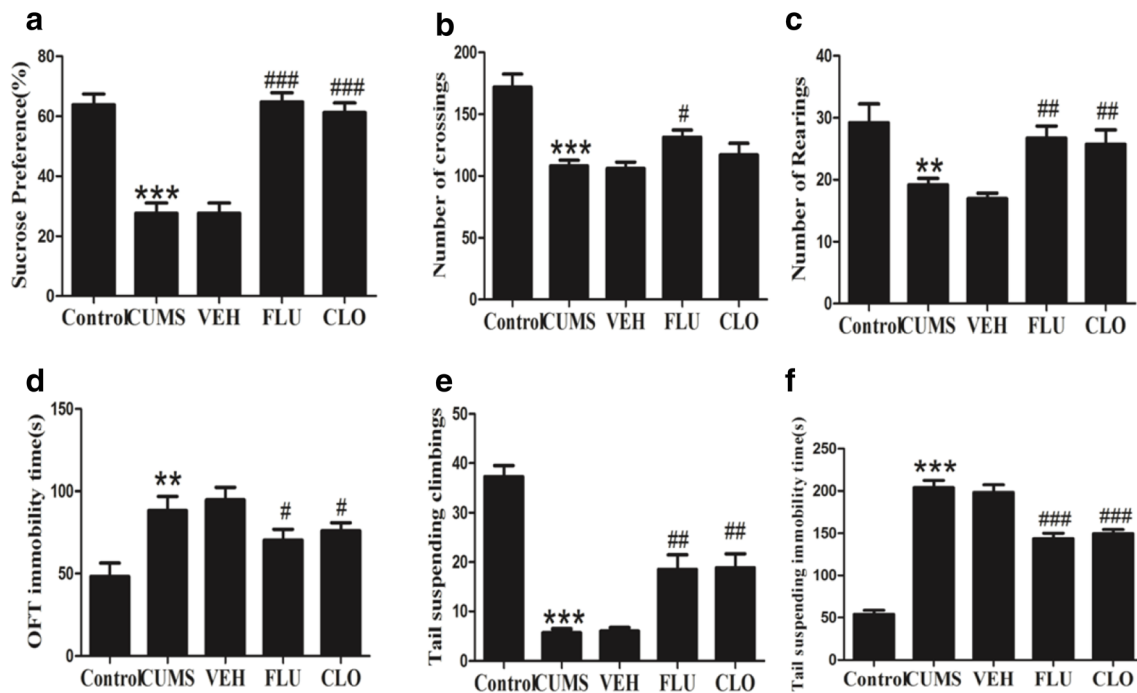 a
Sucrose Preference(%)
80
60
40
20
0
***
###
###
Control CUMS VEH FLU CLO
b
Number of crossings
200
150
100
50
0
***
#
Control CUMS VEH FLU CLO
c
Number of Rearings
40
30
20
10
0
**
##
##
Control CUMS VEH FLU CLO
d
OFT immobility time(s)
150
100
50
0
**
#
#
Control CUMS VEH FLU CLO
e
Tail suspending climbings
50
40
30
20
10
0
***
##
##
Control CUMS VEH FLU CLO
f
Tail suspending immobility time(s)
250
200
150
100
50
0
***
###
###
Control CUMS VEH FLU CLO